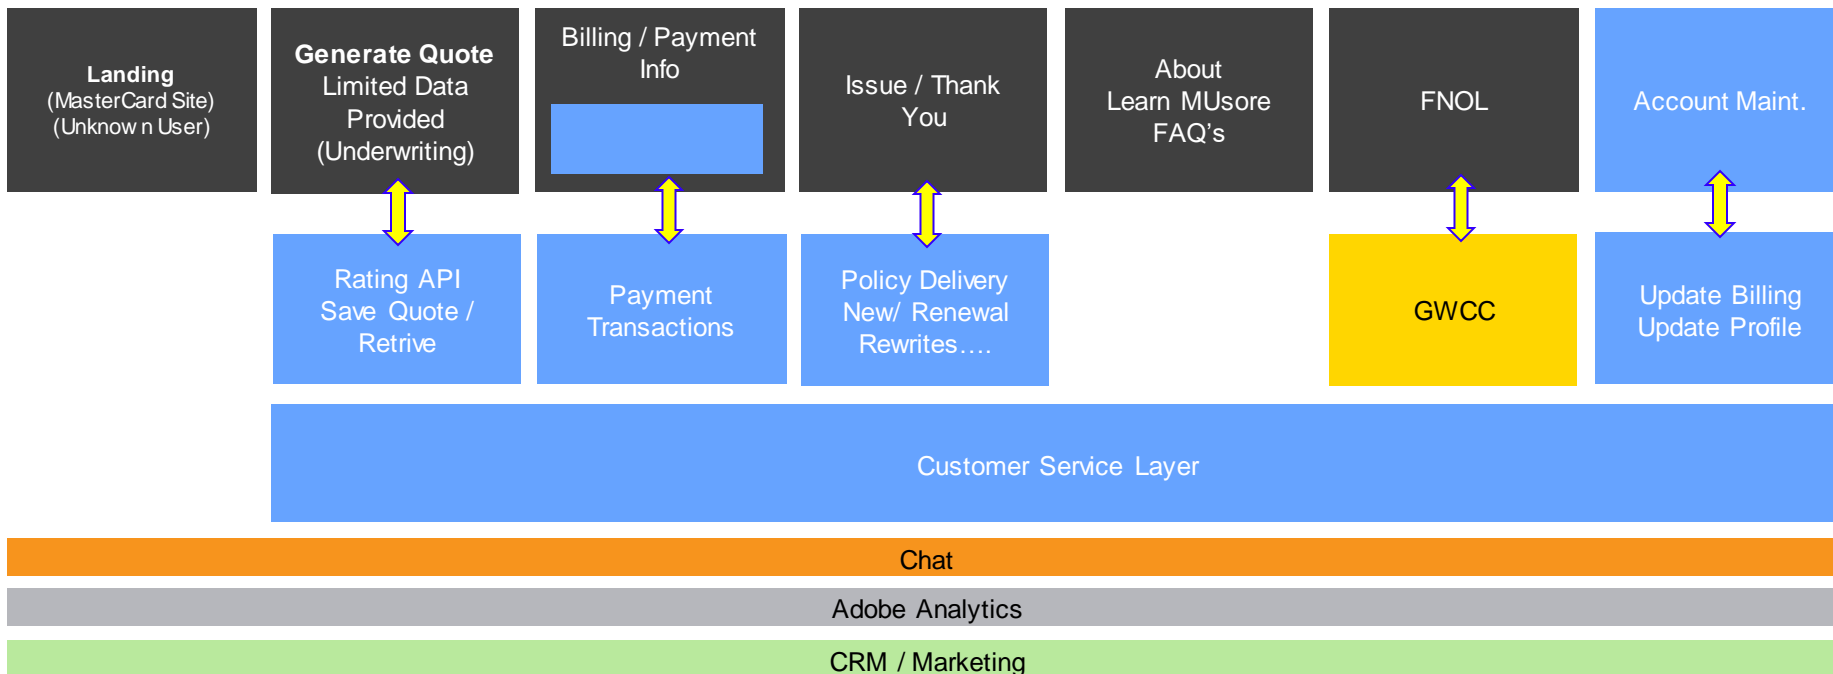 Landing
(MasterCard Site)
(Unknown User)
Generate Quote
Limited Data
Provided
(Underwriting)
Billing / Payment
Info
Issue / Thank
You
About
Learn MUsore
FAQ's
FNOL
Account Maint.
Rating API
Save Quote /
Retrive
Payment
Transactions
Policy Delivery
New/ Renewal
Rewrites....
GWCC
Update Billing
Update Profile
Customer Service Layer
Chat
Adobe Analytics
CRM / Marketing